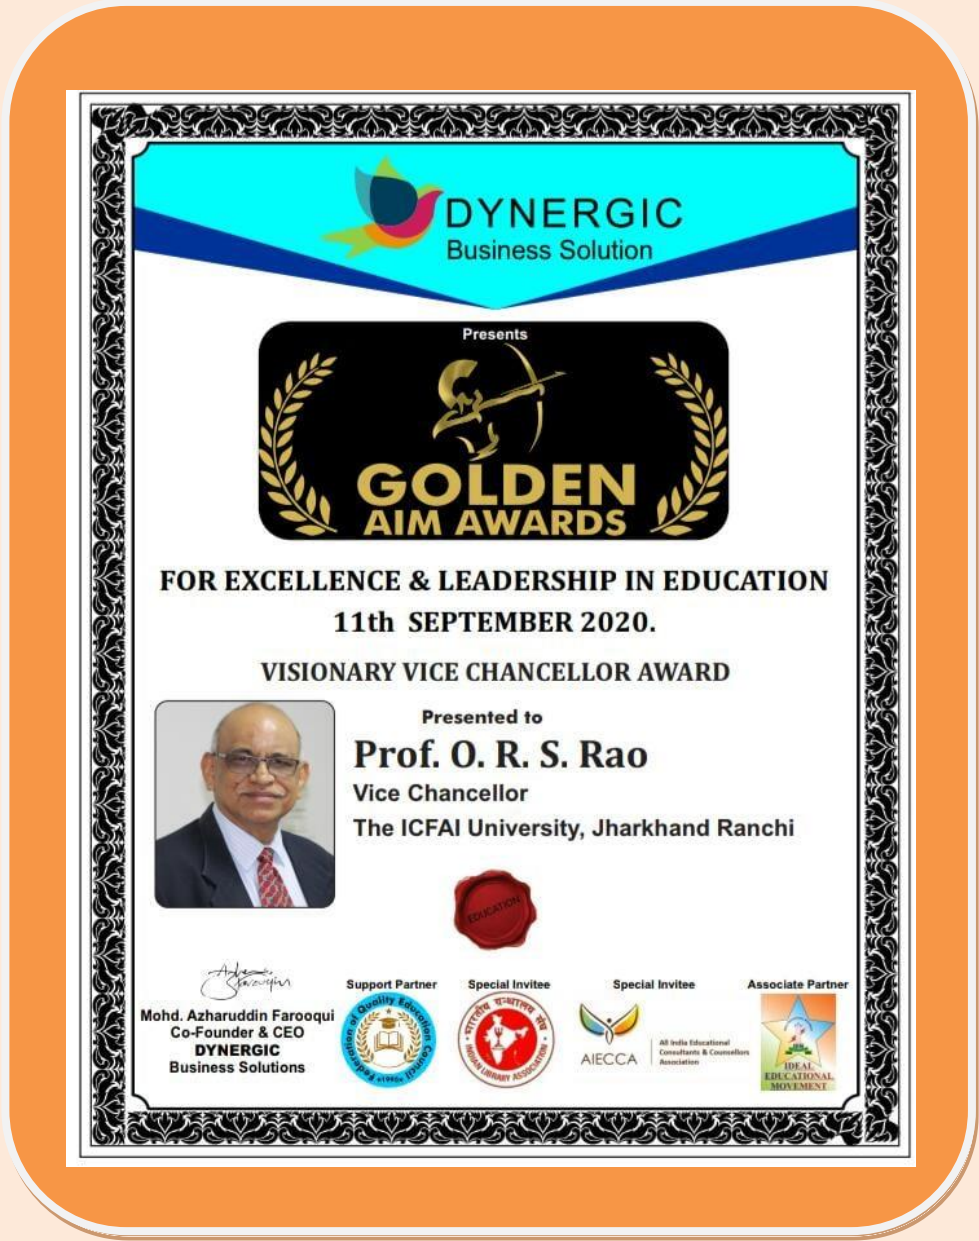 DYNERGIC
Business Solution
Presents
GOLDEN
AIM AWARDS
FOR EXCELLENCE & LEADERSHIP IN EDUCATION
11th SEPTEMBER 2020.
VISIONARY VICE CHANCELLOR AWARD
Presented to
Prof. O. R. S. Rao
Vice Chancellor
The ICFAI University, Jharkhand Ranchi
EDUCATION
Mohd. Azharuddin Farooqui
Co-Founder & CEO
DYNERGIC
Business Solutions
Support Partner
Federation of Quality Education Council
1995
Special Invitee
भारतीय ग्रन्थालय संघ
INDIAN LIBRARY ASSOCIATION
Special Invitee
AIECCA
All India Educational
Consultants & Counsellors
Association
Associate Partner
IDEAL
EDUCATIONAL
MOVEMENT